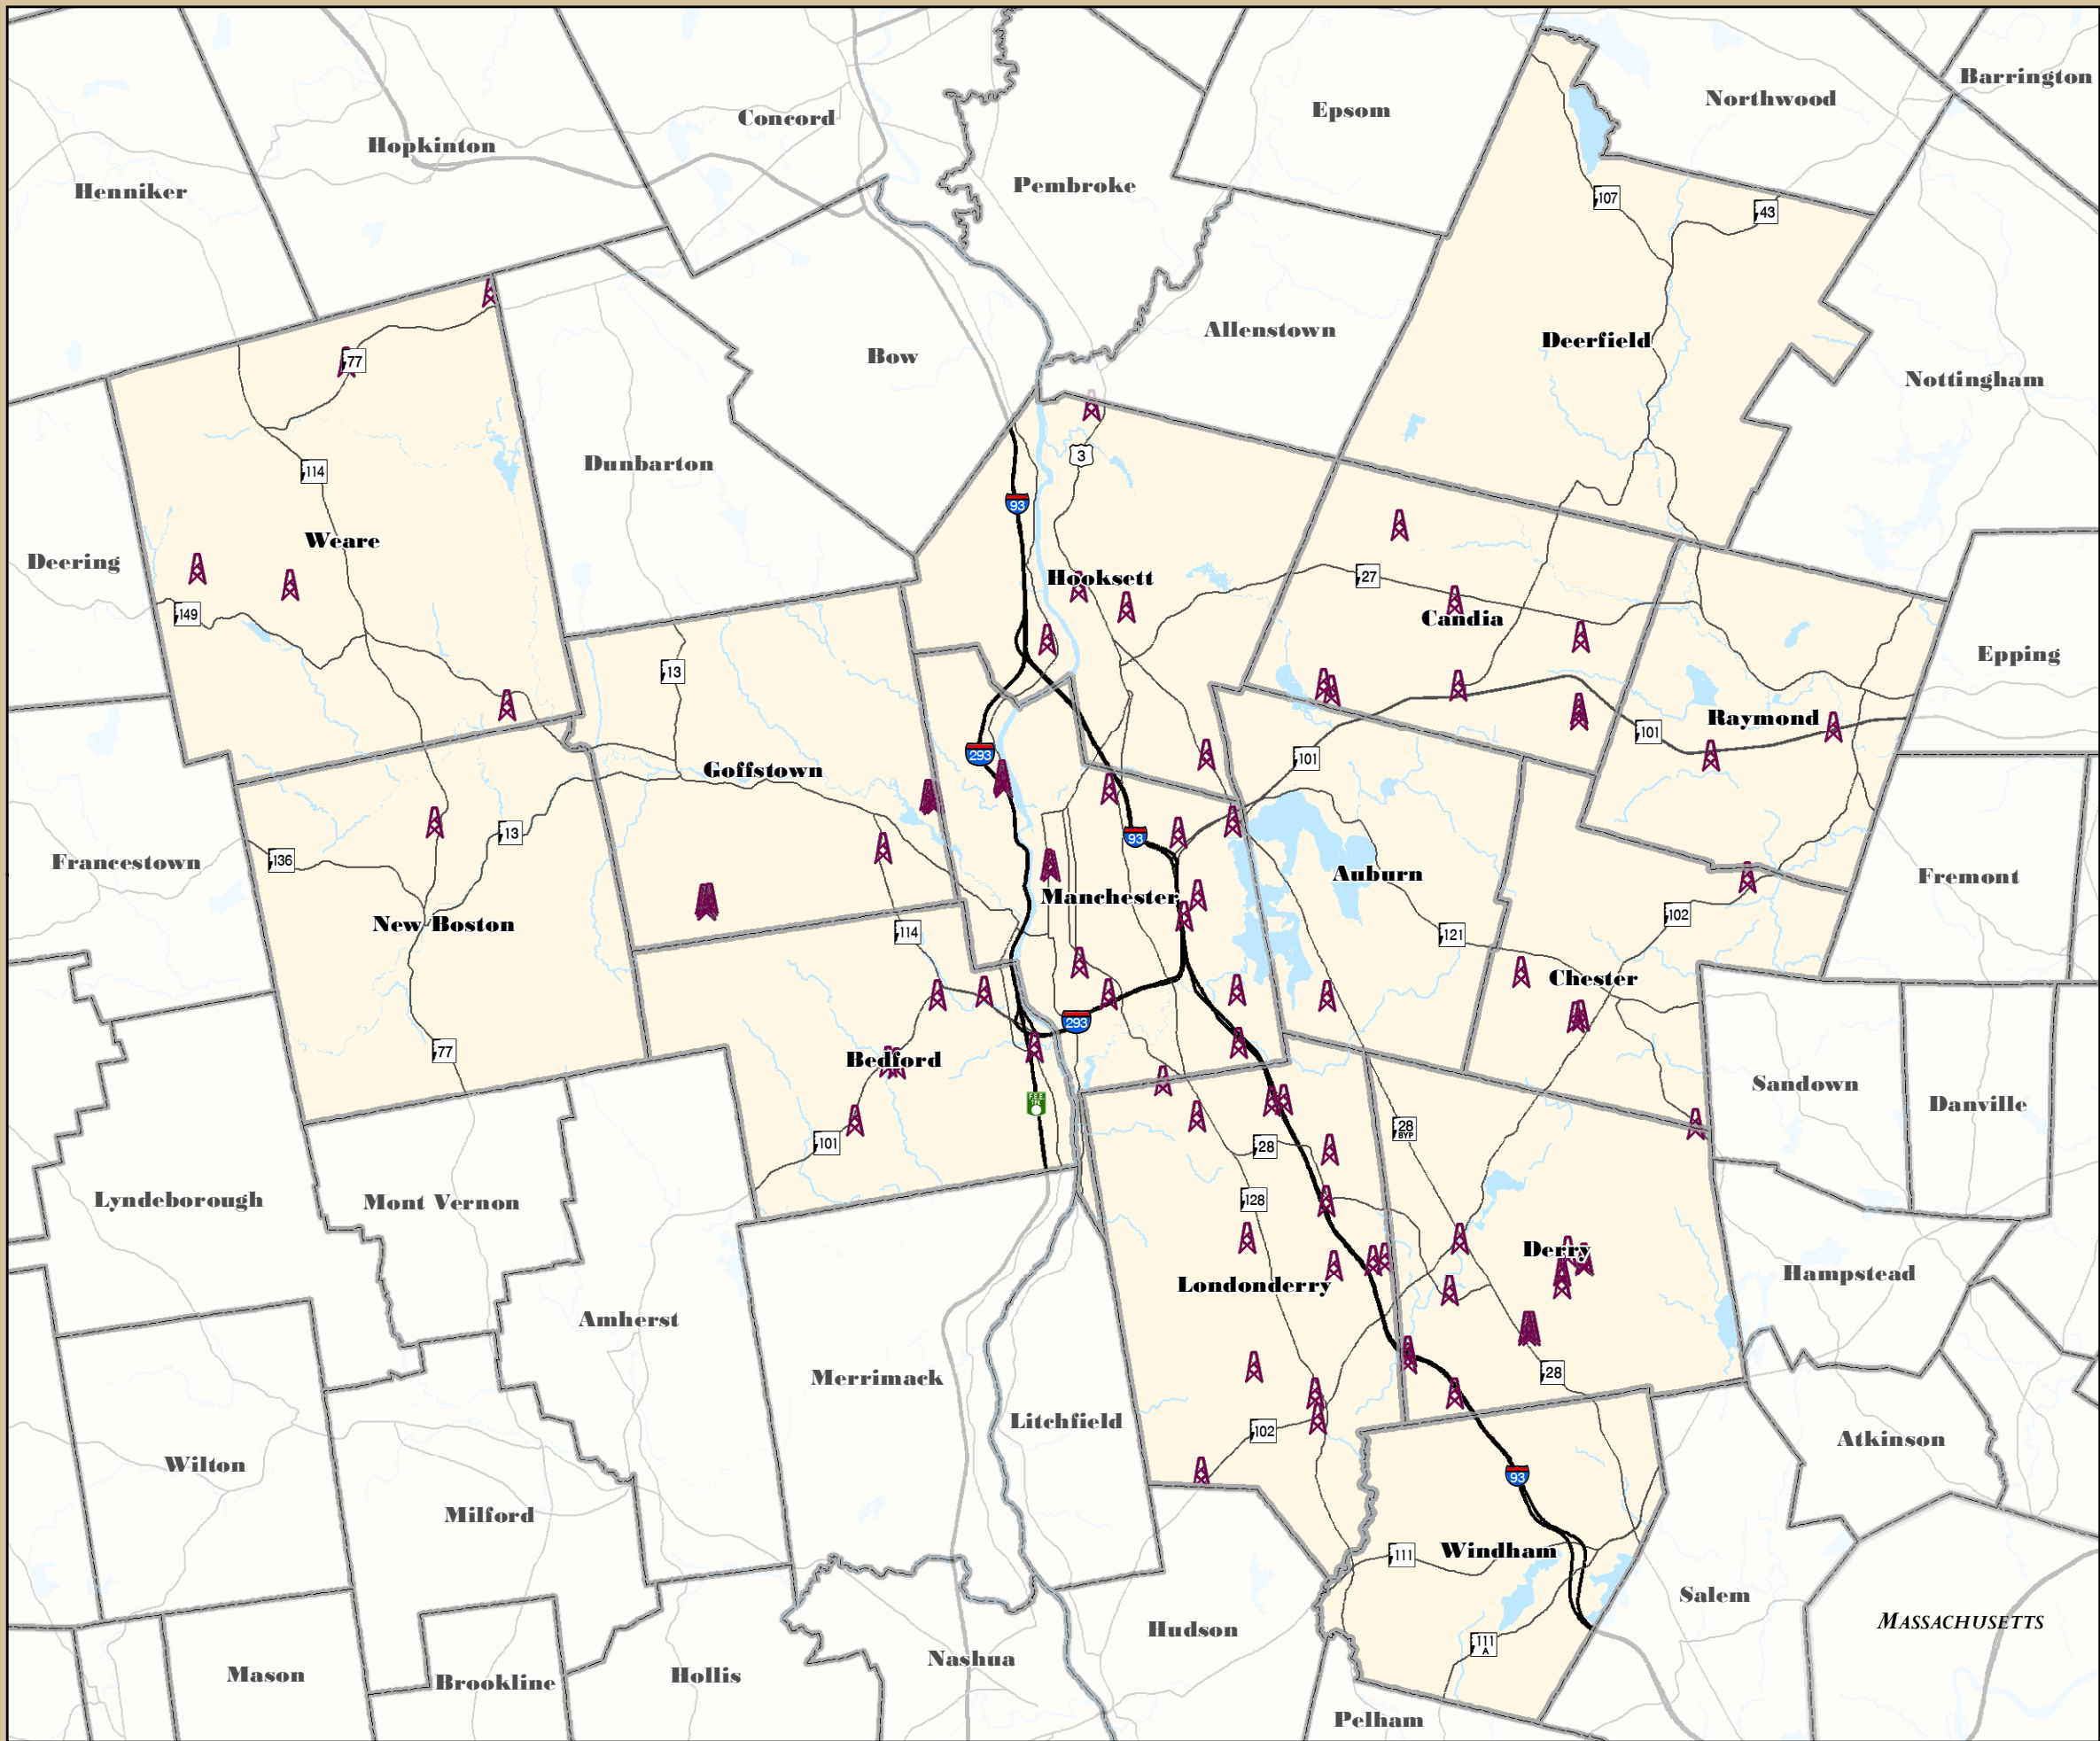 Barrington
Northwood
Epsom
Concord
Hopkinton
Pembroke
Henniker
107
43
Allenstown
Deerfield
Bow
77
Nottingham
3
Dunbarton
114
93
Weare
Deering
Hooksett
27
149
Candia
Epping
13
Raymond
101
293
101
Goffstown
13
93
136
Francestown
Auburn
Fremont
Manchester
102
New Boston
114
121
Chester
293
77
Bedford
Sandown
Danville
FEE
TPK
28
BYP
101
28
Lyndeborough
Mont Vernon
128
Derry
Hampstead
Londonderry
Amherst
Merrimack
28
Litchfield
102
Atkinson
Wilton
93
Milford
111
Windham
Salem
MASSACHUSETTS
Hudson
111
A
Nashua
Mason
Brookline
Hollis
Pelham